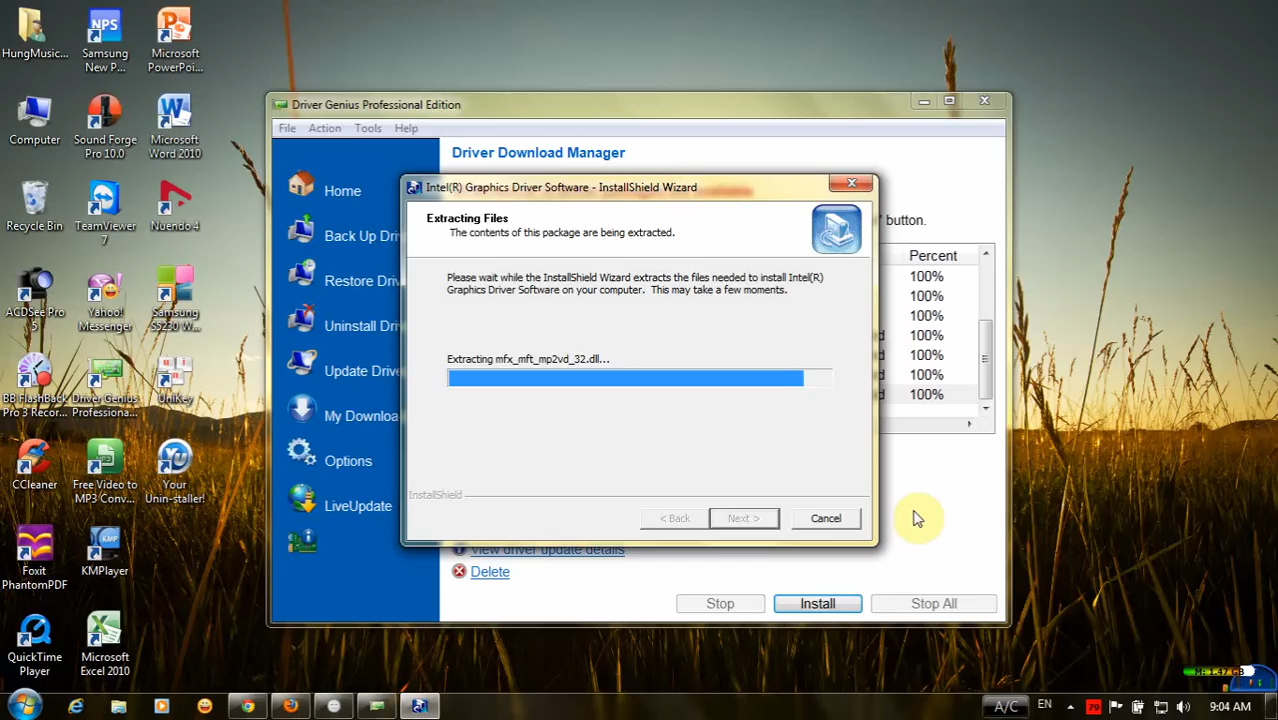 HungMusic...
Samsung
New P...
Microsoft
PowerPoi...
Computer
Sound Forge
Pro 10.0
Microsoft
Word 2010
Recycle Bin
TeamViewer
7
Nuendo 4
ACDSee Pro
5
Yahoo!
Messenger
Samsung
S5230 W...
BB FlashBack
Pro 3 Recor...
Driver Genius
Professiona...
UniKey
CCleaner
Free Video to
MP3 Conv...
Your
Unin-staller!
Foxit
PhantomPDF
KMPlayer
QuickTime
Player
Microsoft
Excel 2010
Driver Genius Professional Edition
File Action Tools Help
Driver Download Manager
Home
Back Up Dri
Restore Driv
Uninstall Driv
Update Drive
My Downloa
Options
LiveUpdate
" button.
Percent
100%
100%
100%
100%
100%
100%
100%
View driver update details
Delete
Stop
Install
Stop All
Intel(R) Graphics Driver Software - InstallShield Wizard
Extracting Files
The contents of this package are being extracted.
Please wait while the InstallShield Wizard extracts the files needed to install Intel(R)
Graphics Driver Software on your computer. This may take a few moments.
Extracting mfx_mft_mp2vd_32.dll...
InstallShield
< Back
Next >
Cancel
M: 1.47 GB
A/C
EN
79
9:04 AM